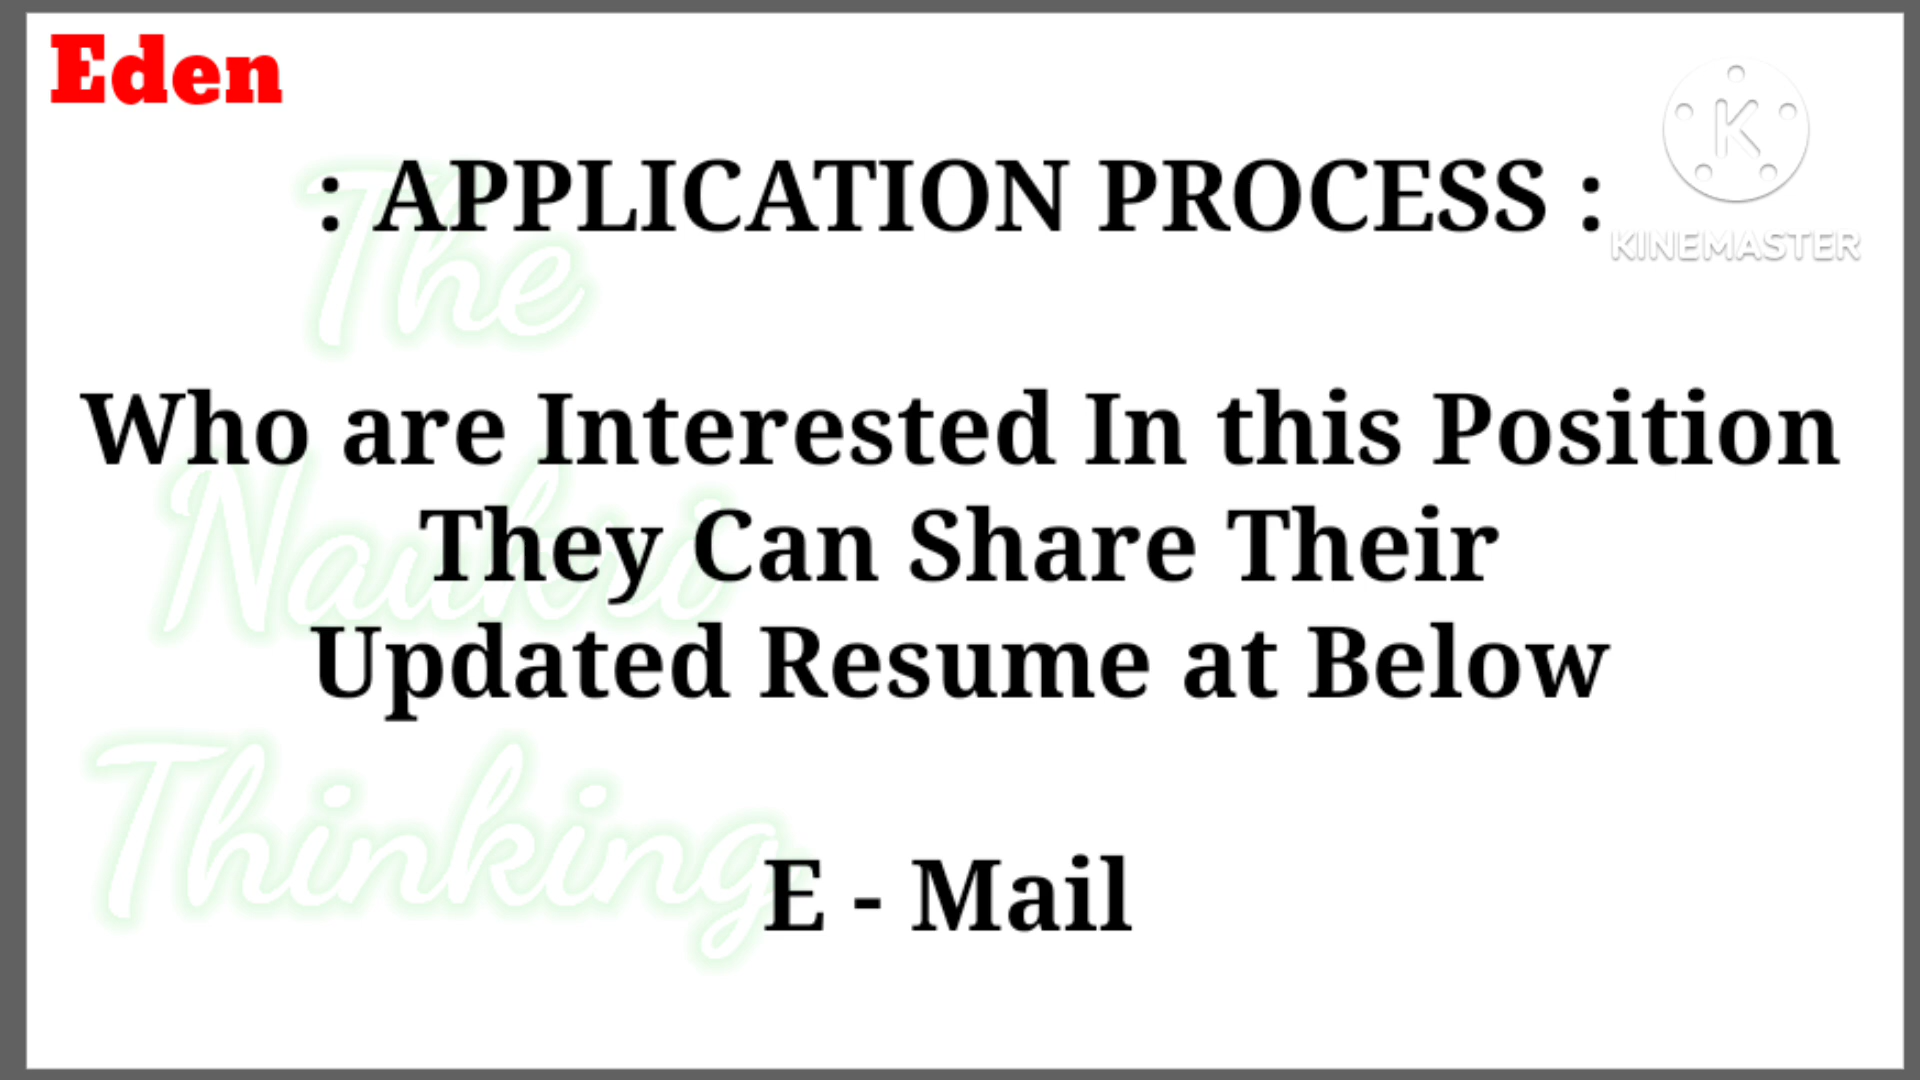 Eden
: APPLICATION PROCESS :
KINEMASTER
The
Who are Interested In this Position
Naukri
They Can Share Their
Updated Resume at Below
Thinking
E - Mail